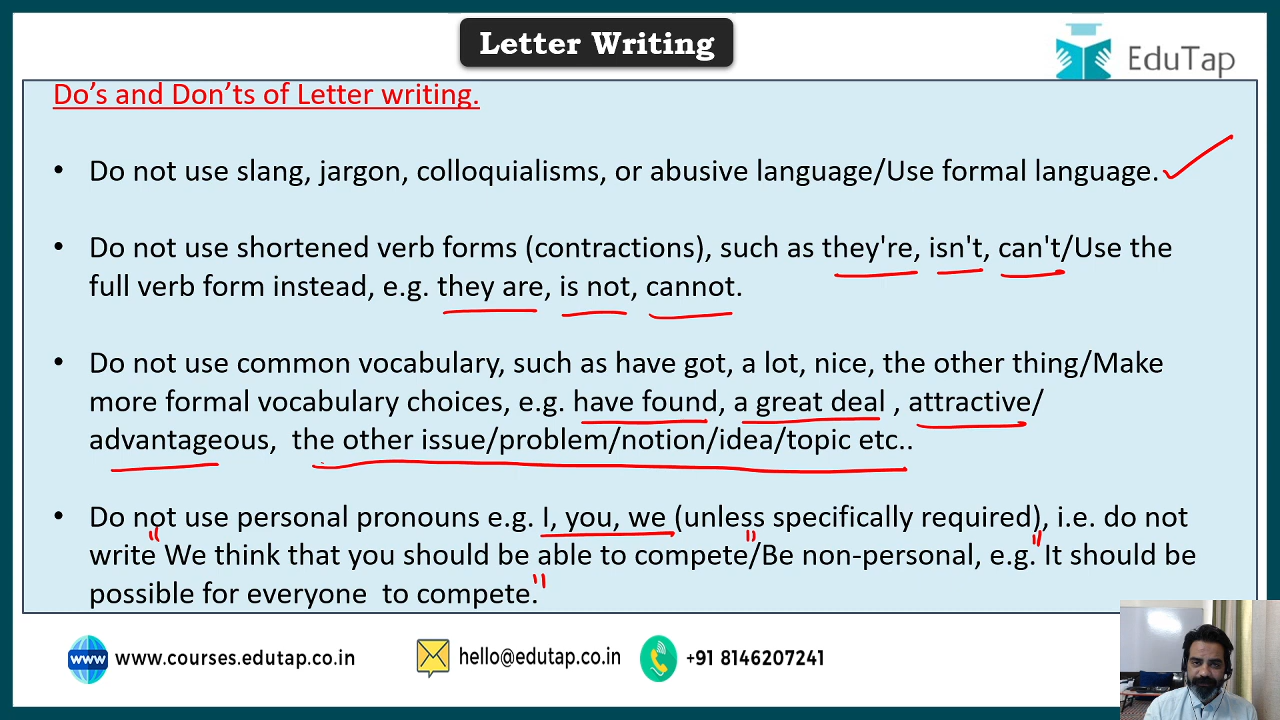 Letter Writing
EduTap
Do's and Don'ts of Letter writing.
• Do not use slang, jargon, colloquialisms, or abusive language/Use formal language.
• Do not use shortened verb forms (contractions), such as they're, isn't, can't/Use the
full verb form instead, e.g. they are, is not, cannot.
• Do not use common vocabulary, such as have got, a lot, nice, the other thing/Make
more formal vocabulary choices, e.g. have found, a great deal , attractive/
advantageous, the other issue/problem/notion/idea/topic etc..
• Do not use personal pronouns e.g. I, you, we (unless specifically required), i.e. do not
write " We think that you should be able to compete"/Be non-personal, e.g." It should be
possible for everyone to compete."
www www.courses.edutap.co.in hello@edutap.co.in +91 8146207241